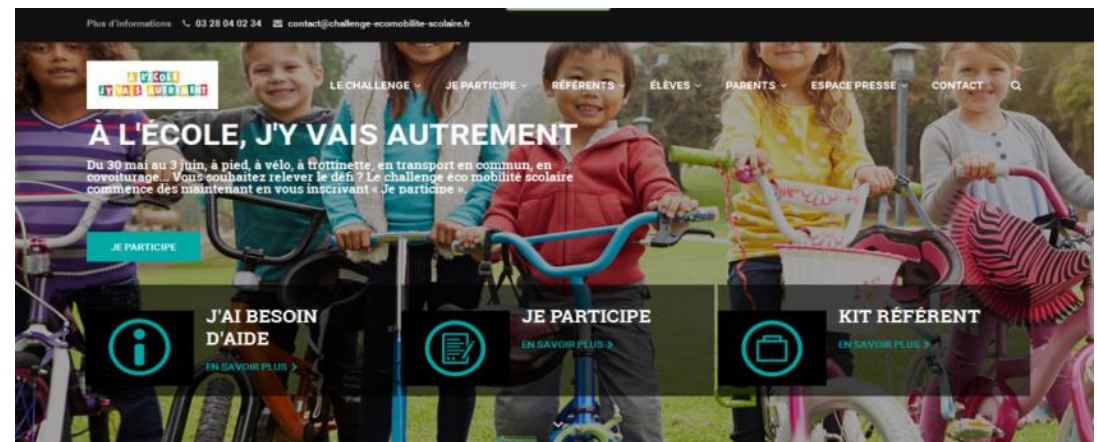 Plus d'informations 03 28 04 02 34 contact@challenge-ecomobilite-scolaire.fr
À L'ÉCOLE
J'Y VAIS AUTREMENT
LE CHALLENGE JE PARTICIPE RÉFÉRENTS ÉLÈVES PARENTS ESPACE PRESSE CONTACT
À L'ÉCOLE, J'Y VAIS AUTREMENT
Du 30 mai au 3 juin, à pied, à vélo, à trottinette, en transport en commun, en
covoiturage... Vous souhaitez relever le défi ? Le challenge éco mobilité scolaire
commence dès maintenant en vous inscrivant « Je participe ».
JE PARTICIPE
J'AI BESOIN
D'AIDE
EN SAVOIR PLUS >
JE PARTICIPE
EN SAVOIR PLUS >
KIT RÉFÉRENT
EN SAVOIR PLUS >